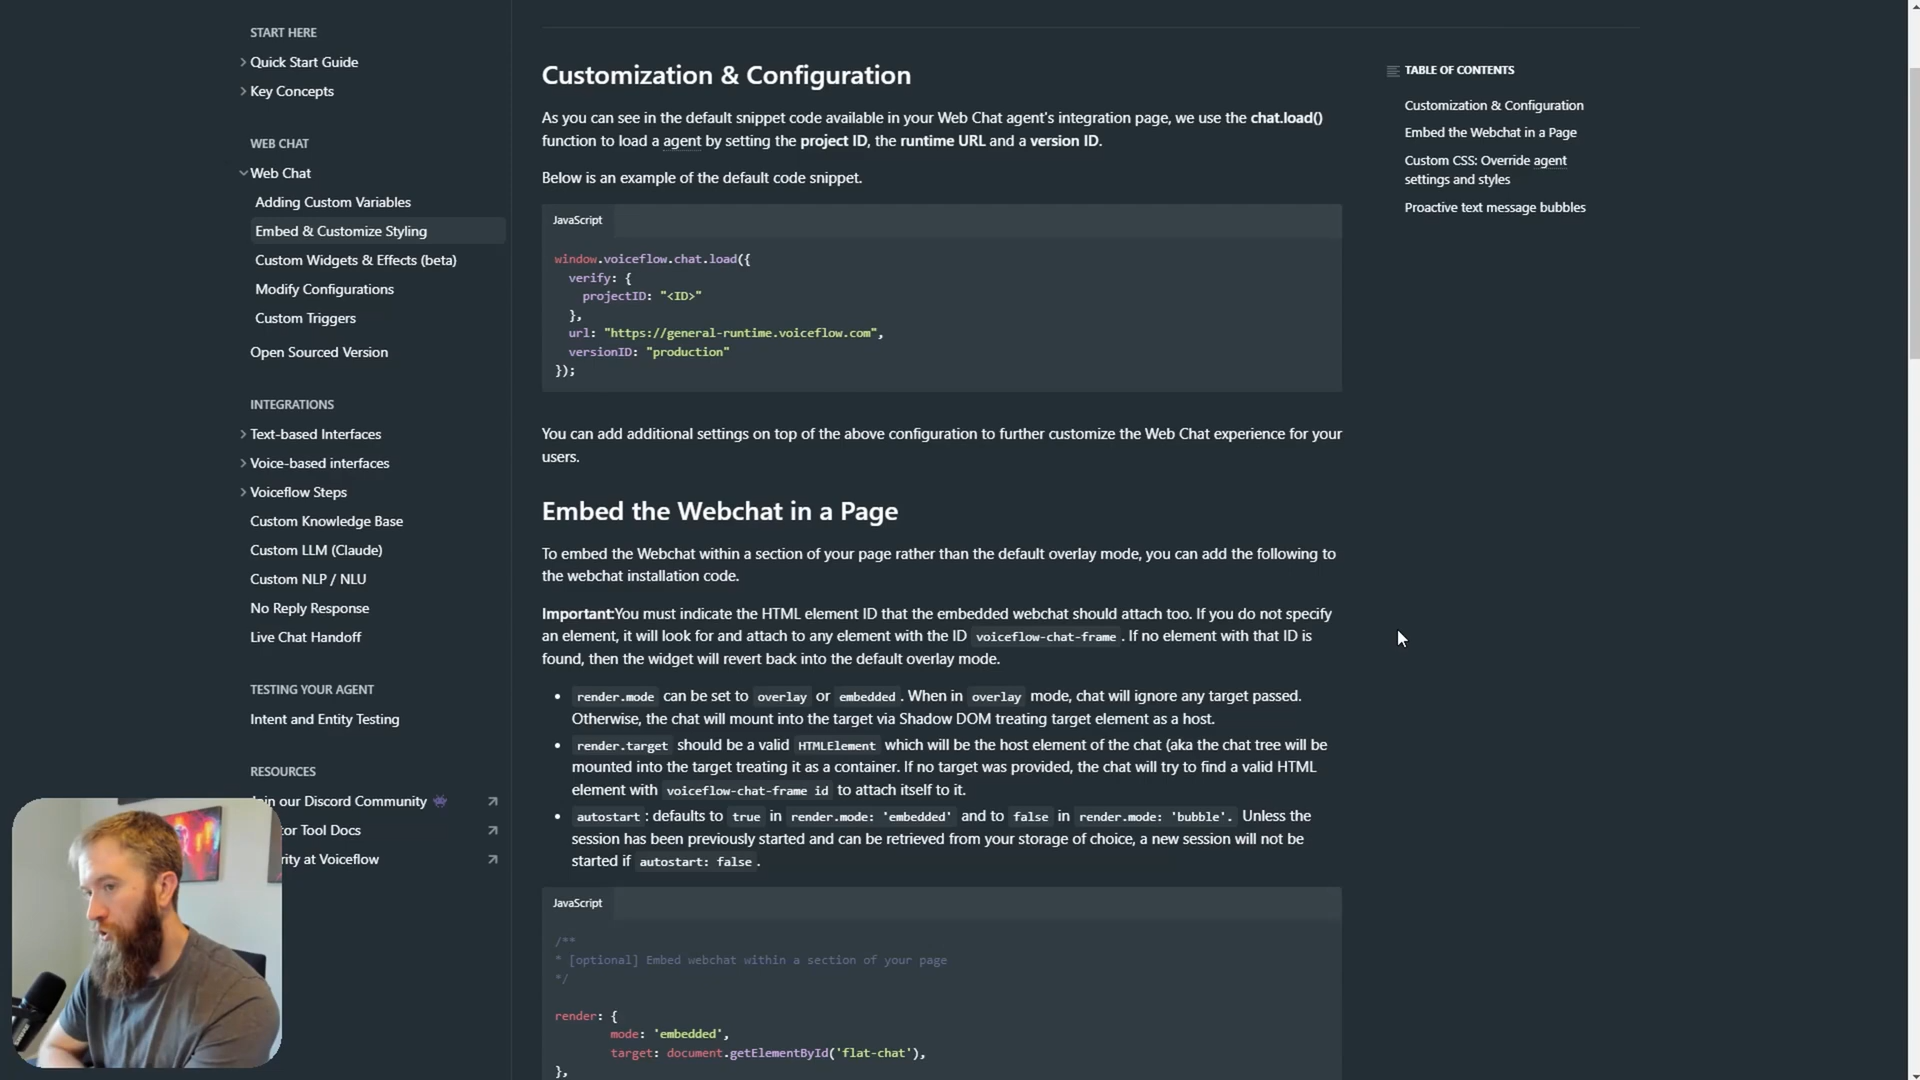 START HERE
Quick Start Guide
Key Concepts
WEB CHAT
Web Chat
Adding Custom Variables
Embed & Customize Styling
Custom Widgets & Effects (beta)
Modify Configurations
Custom Triggers
Open Sourced Version
INTEGRATIONS
Text-based Interfaces
Voice-based interfaces
Voiceflow Steps
Custom Knowledge Base
Custom LLM (Claude)
Custom NLP / NLU
No Reply Response
Live Chat Handoff
TESTING YOUR AGENT
Intent and Entity Testing
RESOURCES
Join our Discord Community
tor Tool Docs
rity at Voiceflow
Customization & Configuration
As you can see in the default snippet code available in your Web Chat agent's integration page, we use the chat.load()
function to load a agent by setting the project ID, the runtime URL and a version ID.
Below is an example of the default code snippet.
JavaScript
window.voiceflow.chat.load({
verify: {
projectID: "<ID>"
},
url: "https://general-runtime.voiceflow.com",
versionID: "production"
});
You can add additional settings on top of the above configuration to further customize the Web Chat experience for your
users.
Embed the Webchat in a Page
To embed the Webchat within a section of your page rather than the default overlay mode, you can add the following to
the webchat installation code.
Important:You must indicate the HTML element ID that the embedded webchat should attach too. If you do not specify
an element, it will look for and attach to any element with the ID voiceflow-chat-frame . If no element with that ID is
found, then the widget will revert back into the default overlay mode.
• render.mode can be set to overlay or embedded . When in overlay mode, chat will ignore any target passed.
Otherwise, the chat will mount into the target via Shadow DOM treating target element as a host.
• render.target should be a valid HTMLElement which will be the host element of the chat (aka the chat tree will be
mounted into the target treating it as a container. If no target was provided, the chat will try to find a valid HTML
element with voiceflow-chat-frame id to attach itself to it.
• autostart : defaults to true in render.mode: 'embedded' and to false in render.mode: 'bubble'. Unless the
session has been previously started and can be retrieved from your storage of choice, a new session will not be
started if autostart: false .
JavaScript
/**
* [optional] Embed webchat within a section of your page
*/
render: {
mode: 'embedded',
target: document.getElementById('flat-chat'),
},
TABLE OF CONTENTS
Customization & Configuration
Embed the Webchat in a Page
Custom CSS: Override agent
settings and styles
Proactive text message bubbles